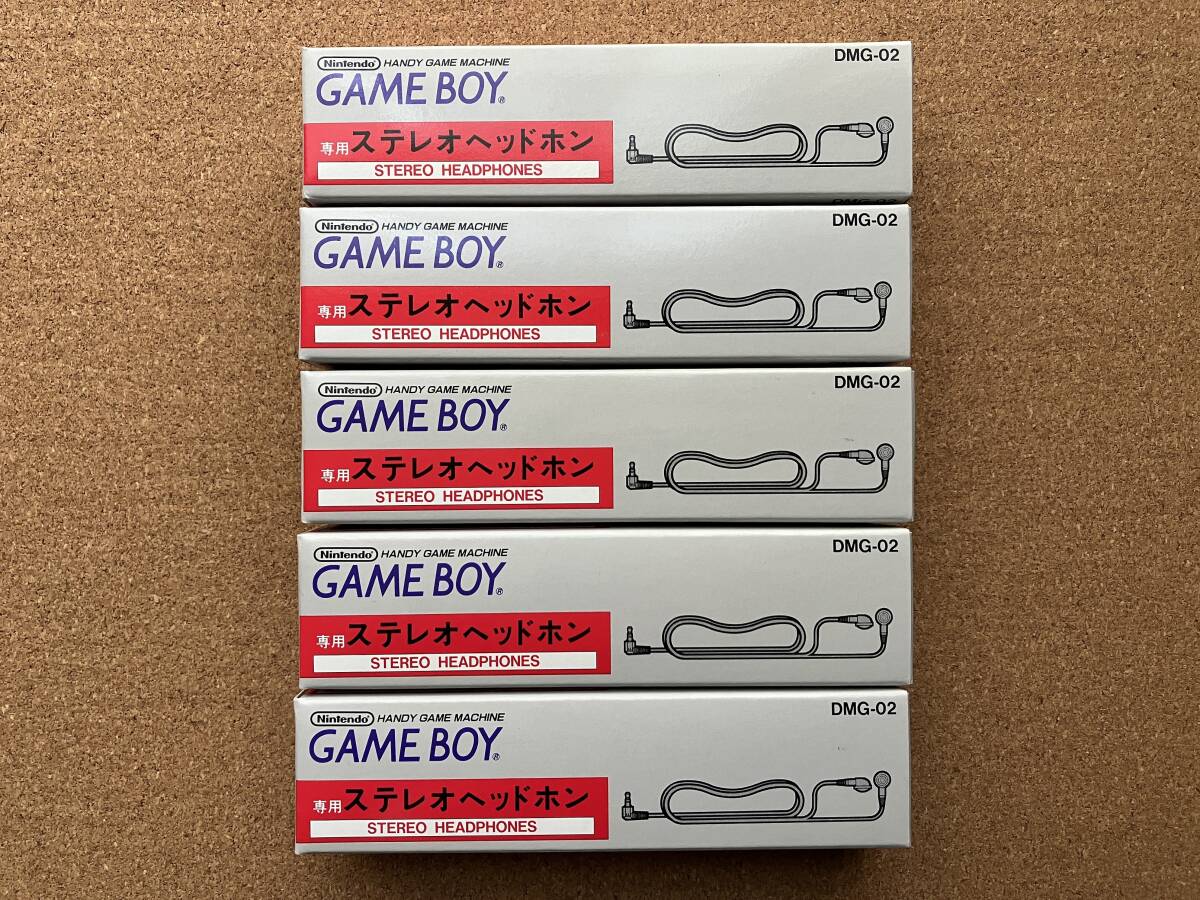 Nintendo HANDY GAME MACHINE DMG-02
GAME BOY®
専用ステレオヘッドホン
STEREO HEADPHONES
DMG-02
Nintendo HANDY GAME MACHINE DMG-02
GAME BOY®
専用ステレオヘッドホン
STEREO HEADPHONES
Nintendo HANDY GAME MACHINE DMG-02
GAME BOY®
専用ステレオヘッドホン
STEREO HEADPHONES
Nintendo HANDY GAME MACHINE DMG-02
GAME BOY®
専用ステレオヘッドホン
STEREO HEADPHONES
Nintendo HANDY GAME MACHINE DMG-02
GAME BOY®
専用ステレオヘッドホン
STEREO HEADPHONES